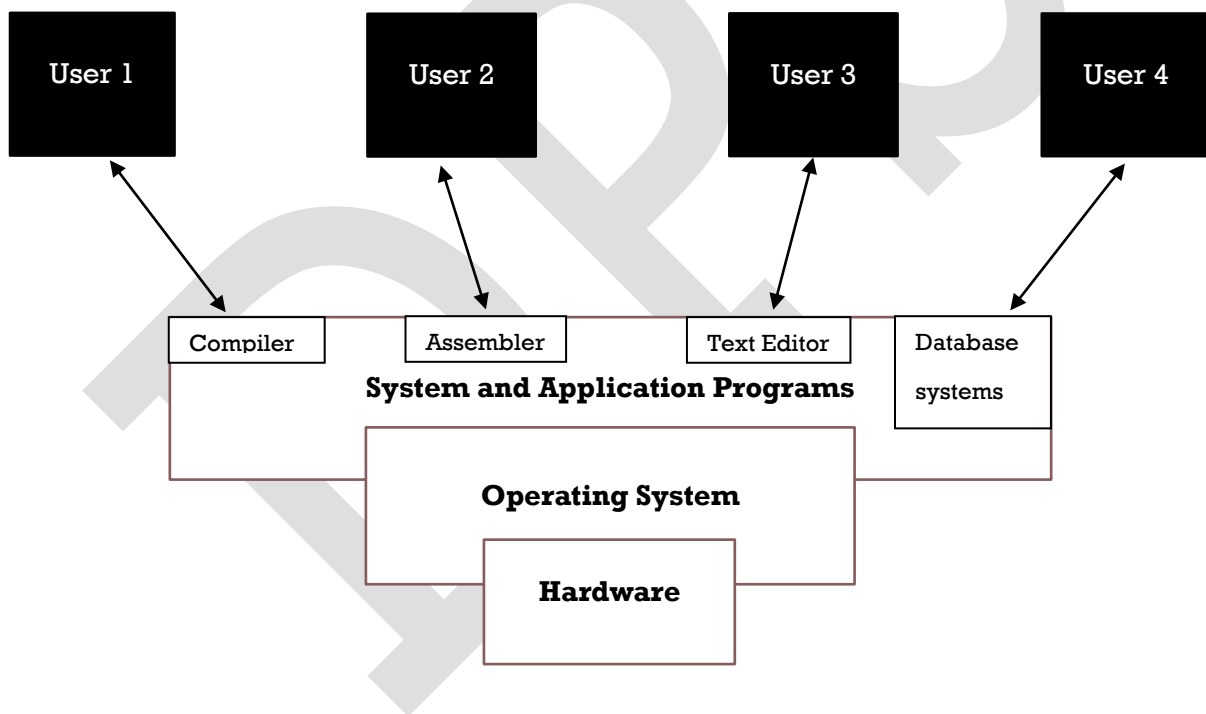 User 1
User 2
User 3
User 4
Compiler
Assembler
Text Editor
Database
systems
System and Application Programs
Operating System
Hardware